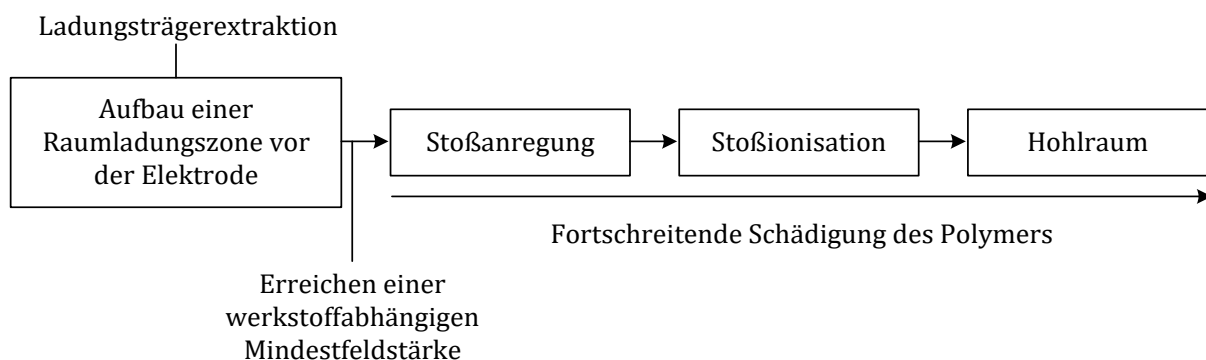 Ladungsträgerextraktion
Aufbau einer
Raumladungszone vor
der Elektrode
Stoßanregung
Stoßionisation
Hohlraum
Fortschreitende Schädigung des Polymers
Erreichen einer
werkstoffabhängigen
Mindestfeldstärke